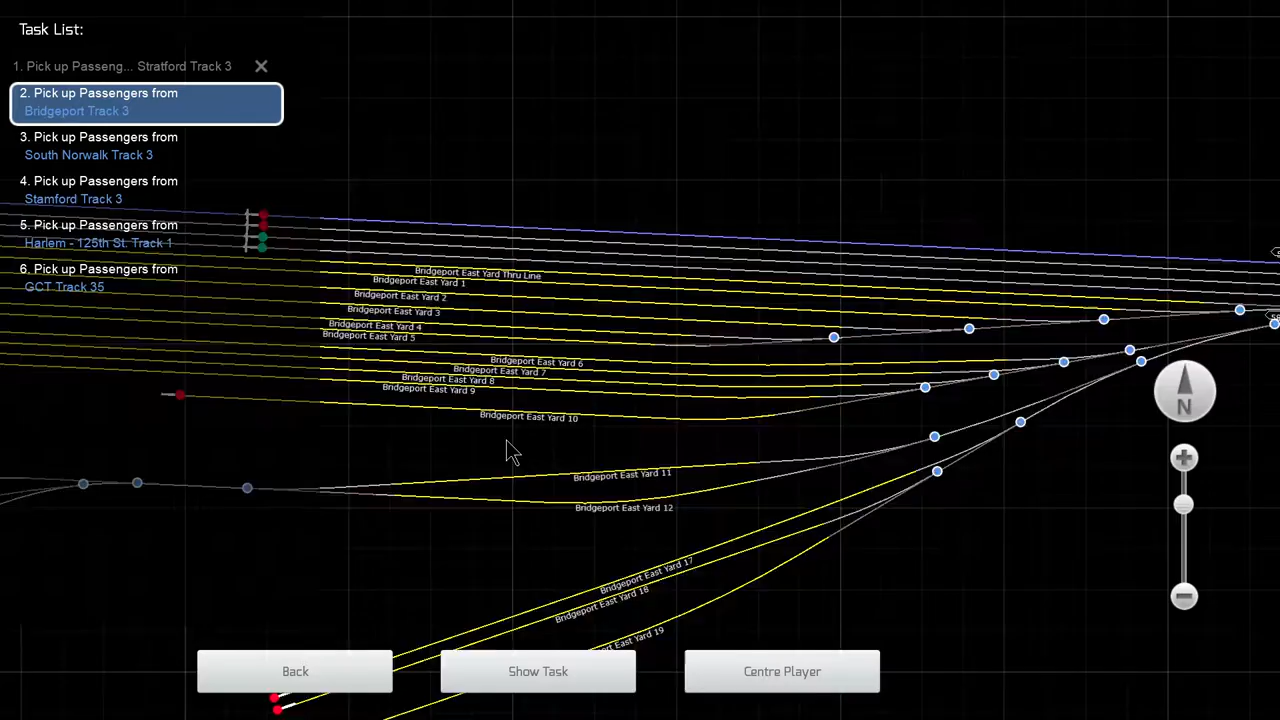 Task List:
1. Pick up Passeng... Stratford Track 3
2. Pick up Passengers from
Bridgeport Track 3
3. Pick up Passengers from
South Norwalk Track 3
4. Pick up Passengers from
Stamford Track 3
5. Pick up Passengers from
Harlem - 125th St. Track 1
6. Pick up Passengers from
GCT Track 35
Bridgeport East Yard Thru Line
Bridgeport East Yard 1
Bridgeport East Yard 2
Bridgeport East Yard 3
Bridgeport East Yard 4
Bridgeport East Yard 5
Bridgeport East Yard 6
Bridgeport East Yard 7
Bridgeport East Yard 8
Bridgeport East Yard 9
Bridgeport East Yard 10
Bridgeport East Yard 11
Bridgeport East Yard 12
Bridgeport East Yard 17
Bridgeport East Yard 18
East Yard 19
N
Back
Show Task
Centre Player